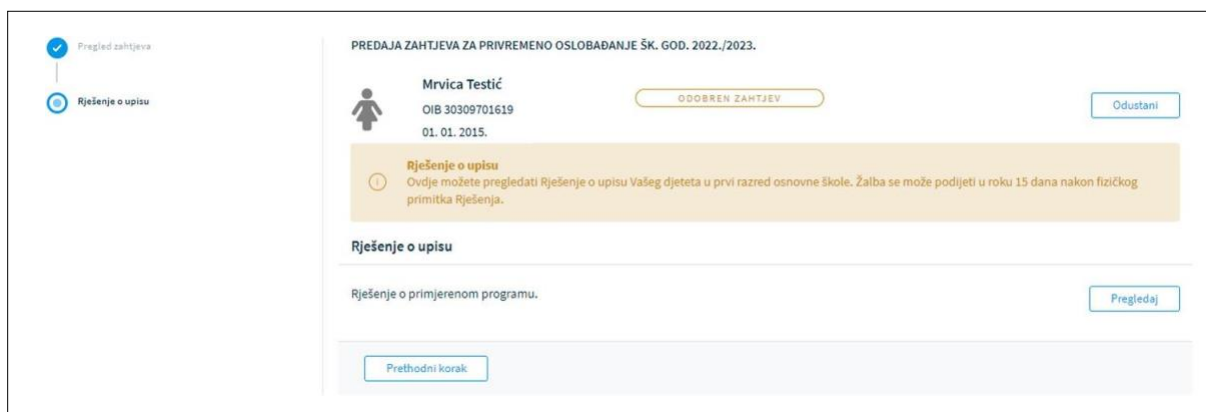 Pregled zahtjeva
Rješenje o upisu
PREDAJA ZAHTJEVA ZA PRIVREMENO OSLOBAĐANJE ŠK. GOD. 2022./2023.
Mrvica Testić
OIB 30309701619
01. 01. 2015.
ODOBREN ZAHTJEV
Odustani
Rješenje o upisu
Ovdje možete pregledati Rješenje o upisu Vašeg djeteta u prvi razred osnovne škole. Žalba se može podijeti u roku 15 dana nakon fizičkog
primitka Rješenja.
Rješenje o upisu
Rješenje o primjerenom programu.
Pregledaj
Prethodni korak